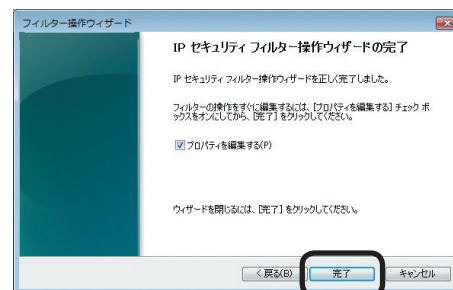 フィルター操作ウィザード
IP セキュリティ フィルター操作ウィザードの完了
IP セキュリティ フィルター操作ウィザードを正しく完了しました。
フィルターの操作をすぐに編集するには、[プロパティを編集する] チェック ボ
ックスをオンにしてから、[完了] をクリックしてください。
プロパティを編集する(P)
ウィザードを閉じるには、[完了] をクリックしてください。
< 戻る(B) 完了 キャンセル